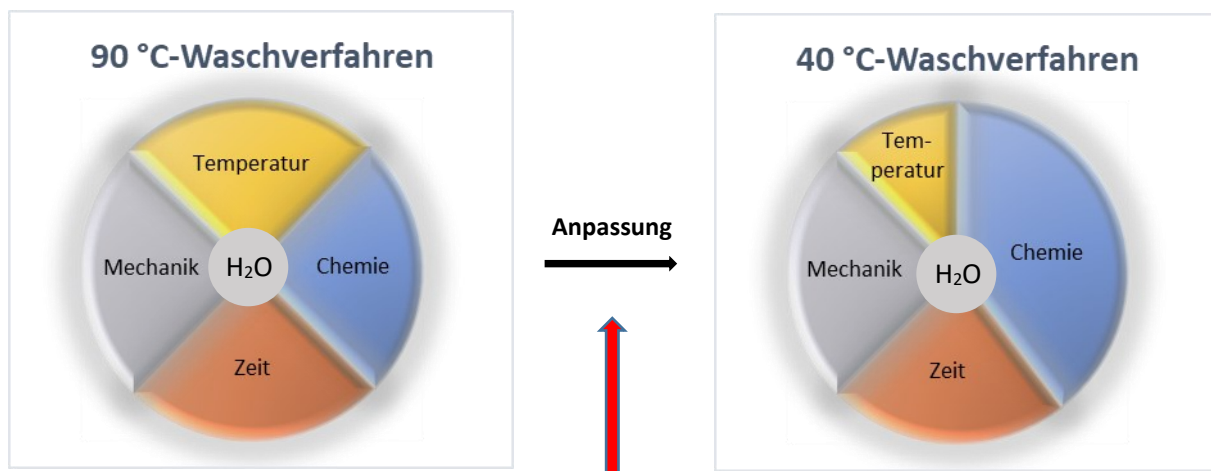 90 °C-Waschverfahren
Temperatur
Mechanik
H₂O
Chemie
Zeit
Anpassung
40 °C-Waschverfahren
Tem-
peratur
Mechanik
H₂O
Chemie
Zeit